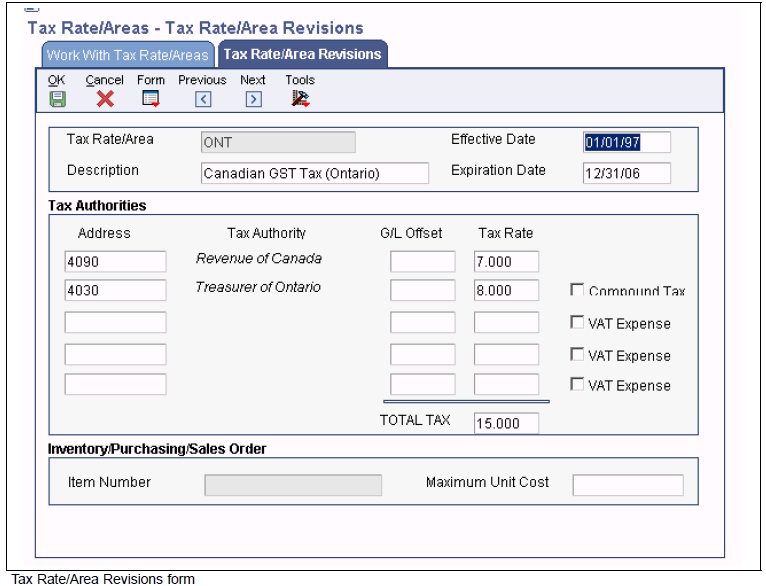 Tax Rate/Areas - Tax Rate/Area Revisions
Work With Tax Rate/Areas Tax Rate/Area Revisions
OK Cancel Form Previous Next Tools
Tax Rate/Area ONT Effective Date 01/01/97
Description Canadian GST Tax (Ontario) Expiration Date 12/31/06
Tax Authorities
Address Tax Authority G/L Offset Tax Rate
4090 Revenue of Canada 7.000
4030 Treasurer of Ontario 8.000 Compound Tax
VAT Expense
VAT Expense
VAT Expense
TOTAL TAX 15.000
Inventory/Purchasing/Sales Order
Item Number Maximum Unit Cost
Tax Rate/Area Revisions form